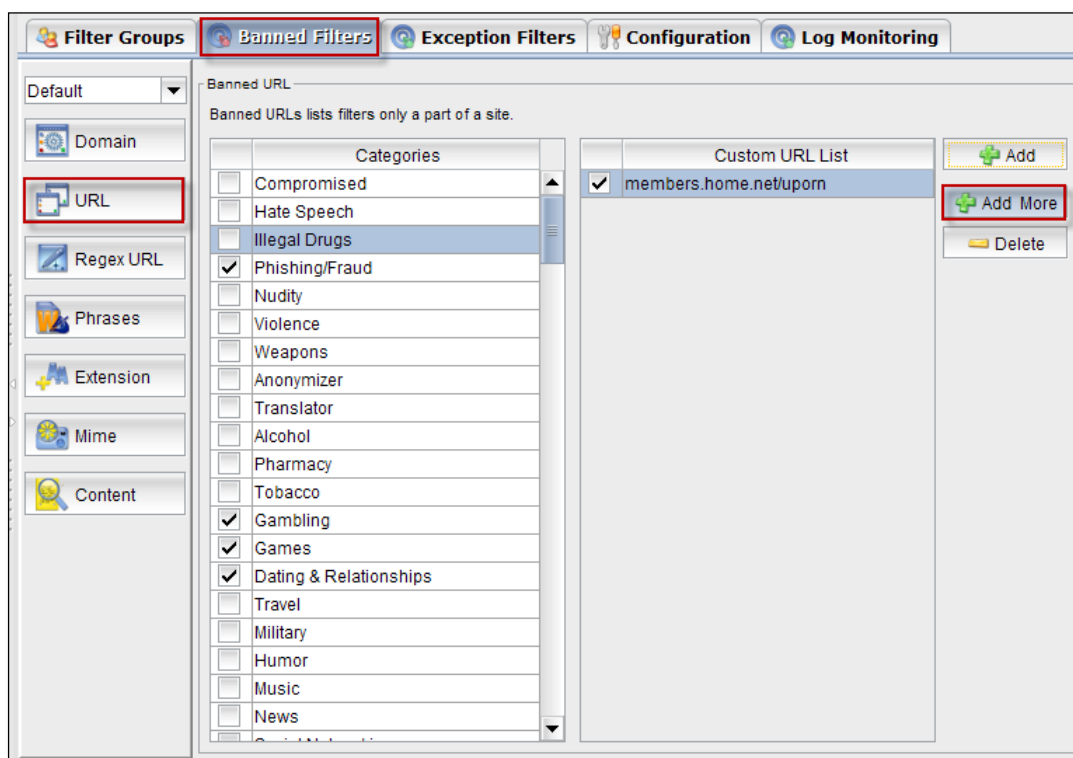 Filter Groups
Banned Filters
Exception Filters
Configuration
Log Monitoring
Default
Domain
URL
Regex URL
Phrases
Extension
Mime
Content
Banned URL
Banned URLs lists filters only a part of a site.
Categories
Compromised
Hate Speech
Illegal Drugs
Phishing/Fraud
Nudity
Violence
Weapons
Anonymizer
Translator
Alcohol
Pharmacy
Tobacco
Gambling
Games
Dating & Relationships
Travel
Military
Humor
Music
News
Custom URL List
members.home.net/uporn
Add
Add More
Delete